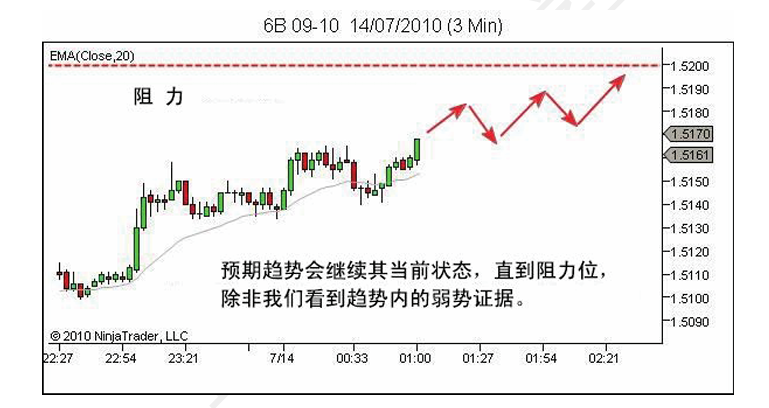 6B 09-10  14/07/2010 (3 Min)
EMA(Close,20)
1.5200
阻 力
1.5190
1.5180
1.5170
1.5161
1.5150
1.5140
1.5130
1.5120
预期趋势会继续其当前状态，直到阻力位，
1.5110
除非我们看到趋势内的弱势证据。
1.5100
1.5090
© 2010 NinjaTrader, LLC
22:27 22:54 23:21 7/14 00:33 01:00 01:27 01:54 02:21